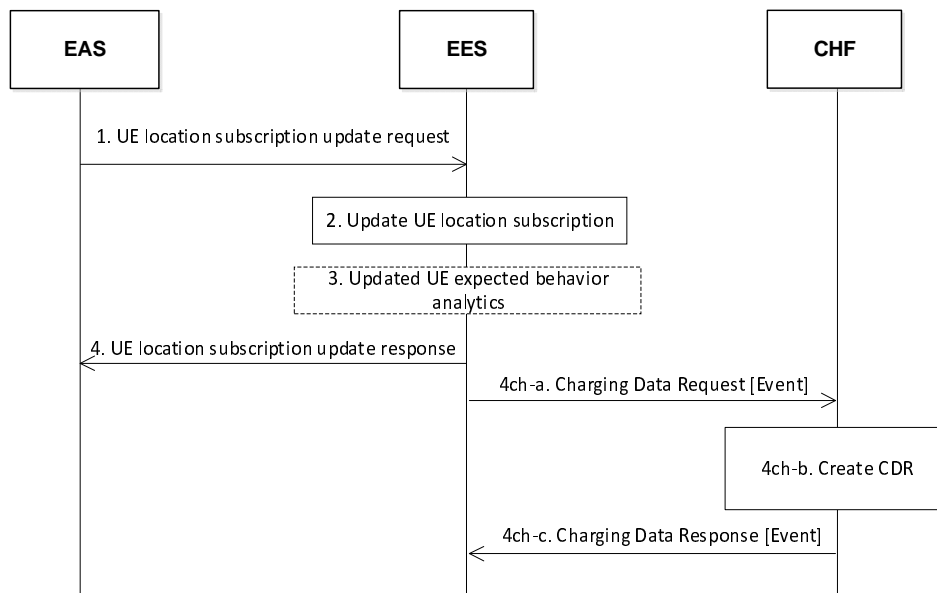 EAS
EES
CHF
1. UE location subscription update request
2. Update UE location subscription
3. Updated UE expected behavior
analytics
4. UE location subscription update response
4ch-a. Charging Data Request [Event]
4ch-b. Create CDR
4ch-c. Charging Data Response [Event]